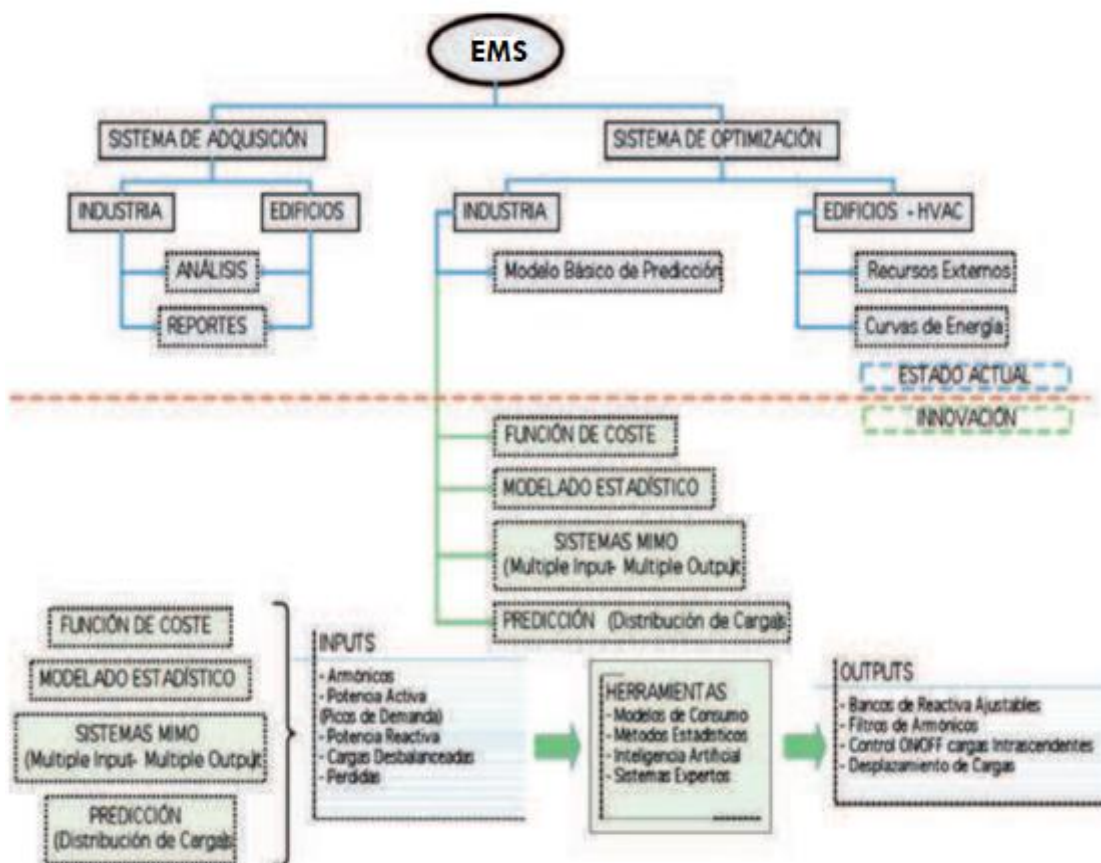 EMS
SISTEMA DE ADQUISICIÓN
SISTEMA DE OPTIMIZACIÓN
INDUSTRIA
EDIFICIOS
INDUSTRIA
EDIFICIOS - HVAC
ANÁLISIS
REPORTES
Modelo Básico de Predicción
Recursos Externos
Curvas de Energía
ESTADO ACTUAL
INNOVACIÓN
FUNCIÓN DE COSTE
MODELADO ESTADÍSTICO
SISTEMAS MIMO
(Multiple Input- Multiple Output)
PREDICCIÓN (Distribución de Cargas)
FUNCIÓN DE COSTE
MODELADO ESTADÍSTICO
SISTEMAS MIMO
(Multiple Input- Multiple Output)
PREDICCIÓN
(Distribución de Cargas)
INPUTS
- Armónicos
- Potencia Activa
(Picos de Demanda)
- Potencia Reactiva
- Cargas Desbalanceadas
- Perdidas
HERRAMIENTAS
- Modelos de Consumo
- Métodos Estadísticos
- Inteligencia Artificial
- Sistemas Expertos
OUTPUTS
- Bancos de Reactiva Ajustables
- Filtros de Armónicos
- Control ON/OFF cargas Intrascendentes
- Desplazamiento de Cargas